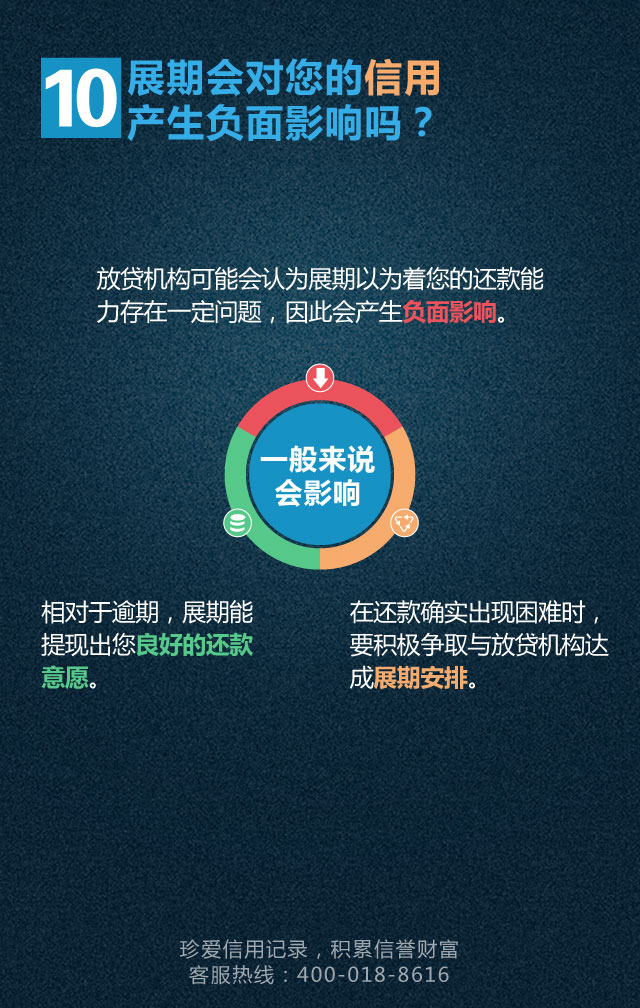 10
展期会对您的信用
产生负面影响吗？
放贷机构可能会认为展期以为着您的还款能
力存在一定问题，因此会产生负面影响。
一般来说
会影响
相对于逾期，展期能
提现出您良好的还款
意愿。
在还款确实出现困难时，
要积极争取与放贷机构达
成展期安排。
珍爱信用记录，积累信誉财富
客服热线：400-018-8616